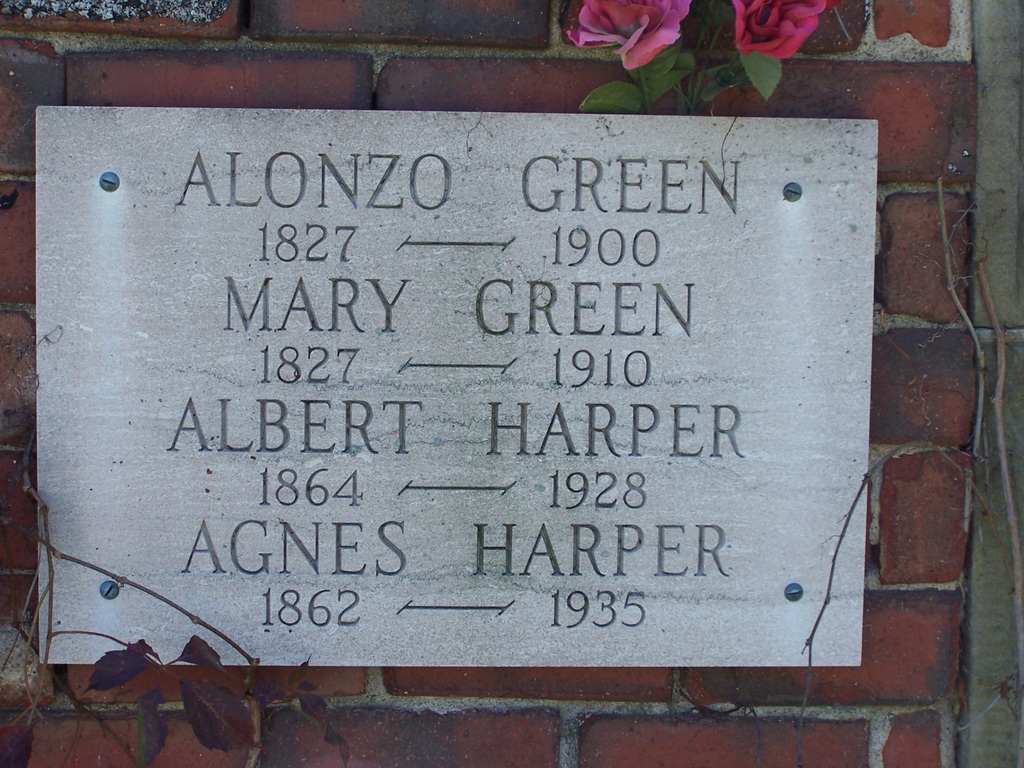 ALONZO GREEN
1827 — 1900
MARY GREEN
1827 — 1910
ALBERT HARPER
1864 — 1928
AGNES HARPER
1862 — 1935